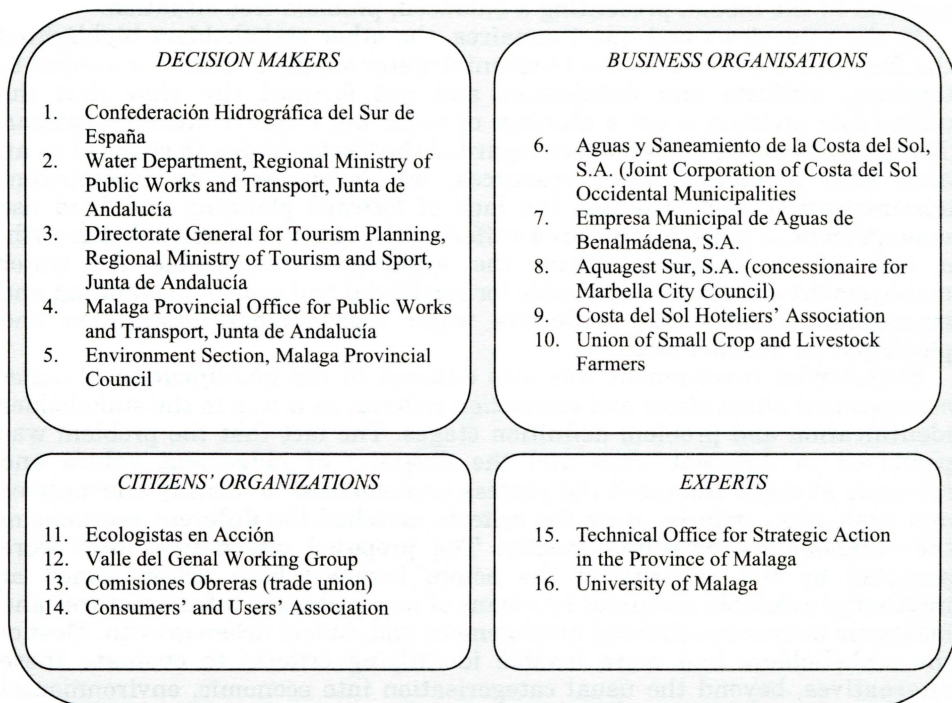 DECISION MAKERS
1. Confederación Hidrográfica del Sur de
España
2. Water Department, Regional Ministry of
Public Works and Transport, Junta de
Andalucía
3. Directorate General for Tourism Planning,
Regional Ministry of Tourism and Sport,
Junta de Andalucía
4. Malaga Provincial Office for Public Works
and Transport, Junta de Andalucía
5. Environment Section, Malaga Provincial
Council
BUSINESS ORGANISATIONS
6. Aguas y Saneamiento de la Costa del Sol,
S.A. (Joint Corporation of Costa del Sol
Occidental Municipalities
7. Empresa Municipal de Aguas de
Benalmádena, S.A.
8. Aquagest Sur, S.A. (concessionaire for
Marbella City Council)
9. Costa del Sol Hoteliers' Association
10. Union of Small Crop and Livestock
Farmers
CITIZENS' ORGANIZATIONS
11. Ecologistas en Acción
12. Valle del Genal Working Group
13. Comisiones Obreras (trade union)
14. Consumers' and Users' Association
EXPERTS
15. Technical Office for Strategic Action
in the Province of Malaga
16. University of Malaga